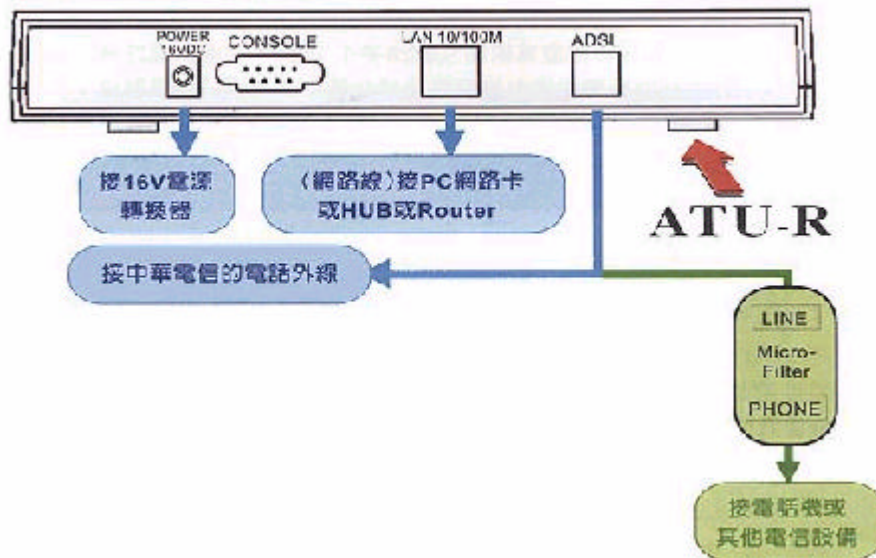 POWER
16VDC
CONSOLE
LAN 10/100M
ADSL
接16V電源
轉換器
(網路線)接PC網路卡
或HUB或Router
ATU-R
接中華電信的電話外線
LINE
Micro-
Filter
PHONE
接電話機或
其他電信設備